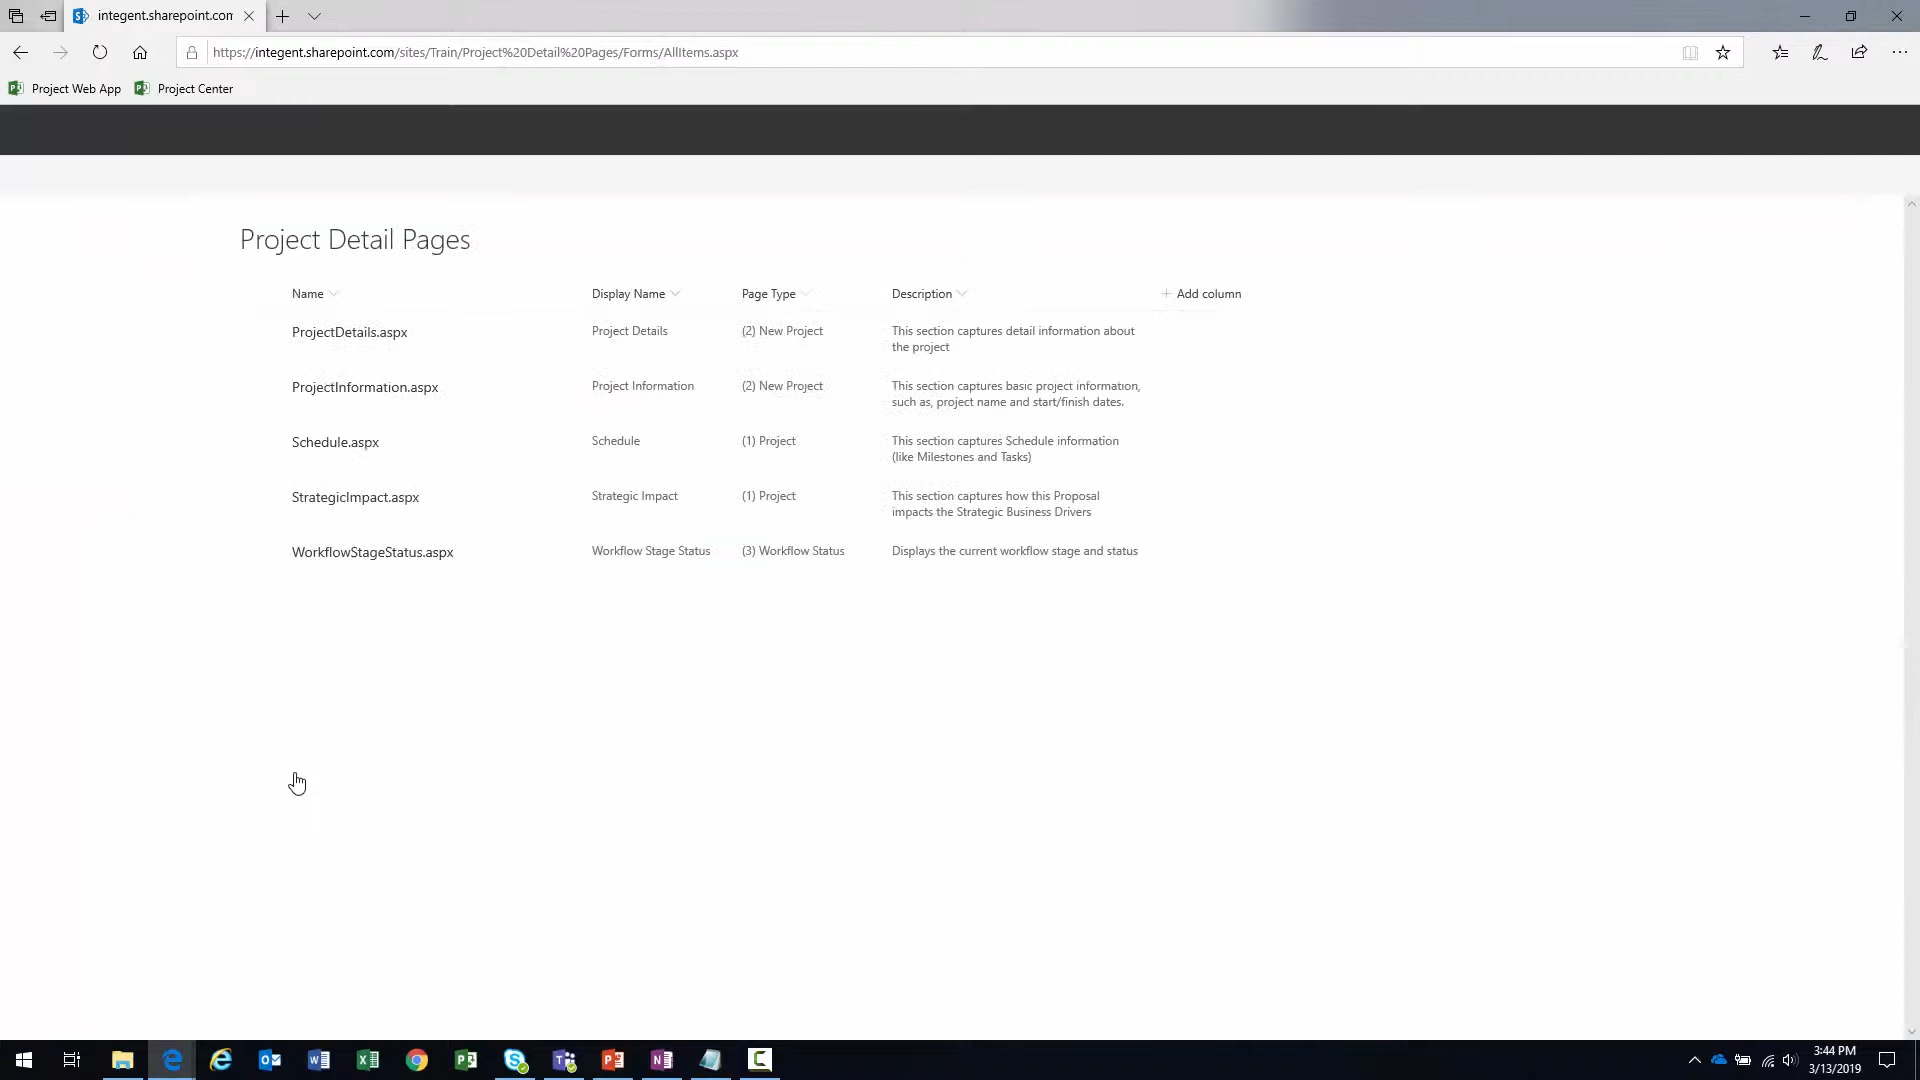 integent.sharepoint.con
https://integent.sharepoint.com/sites/Train/Project%20Detail%20Pages/Forms/AllItems.aspx
Project Web App Project Center
Project Detail Pages
Name Display Name Page Type Description + Add column
ProjectDetails.aspx Project Details (2) New Project This section captures detail information about
the project
ProjectInformation.aspx Project Information (2) New Project This section captures basic project information,
such as, project name and start/finish dates.
Schedule.aspx Schedule (1) Project This section captures Schedule information
(like Milestones and Tasks)
StrategicImpact.aspx Strategic Impact (1) Project This section captures how this Proposal
impacts the Strategic Business Drivers
WorkflowStageStatus.aspx Workflow Stage Status (3) Workflow Status Displays the current workflow stage and status
3:44 PM
3/13/2019